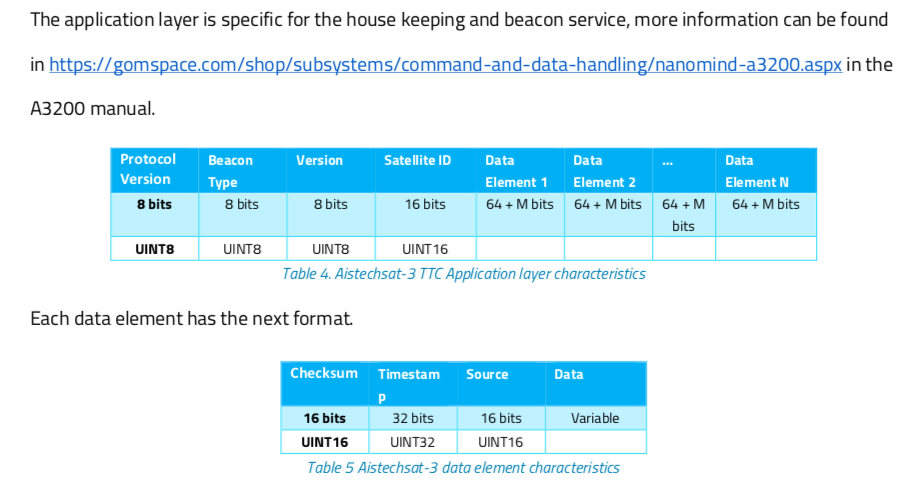 The application layer is specific for the house keeping and beacon service, more information can be found
in https://gomspace.com/shop/subsystems/command-and-data-handling/nanomind-a3200.aspx in the
A3200 manual.
Protocol Version Beacon Type Version Satellite ID Data Element 1 Data Element 2 ... Data Element N
8 bits 8 bits 8 bits 16 bits 64 + M bits 64 + M bits 64 + M bits 64 + M bits
UINT8 UINT8 UINT8 UINT16
Table 4. Aistechsat-3 TTC Application layer characteristics
Each data element has the next format.
Checksum Timestamp Source Data
16 bits 32 bits 16 bits Variable
UINT16 UINT32 UINT16
Table 5 Aistechsat-3 data element characteristics